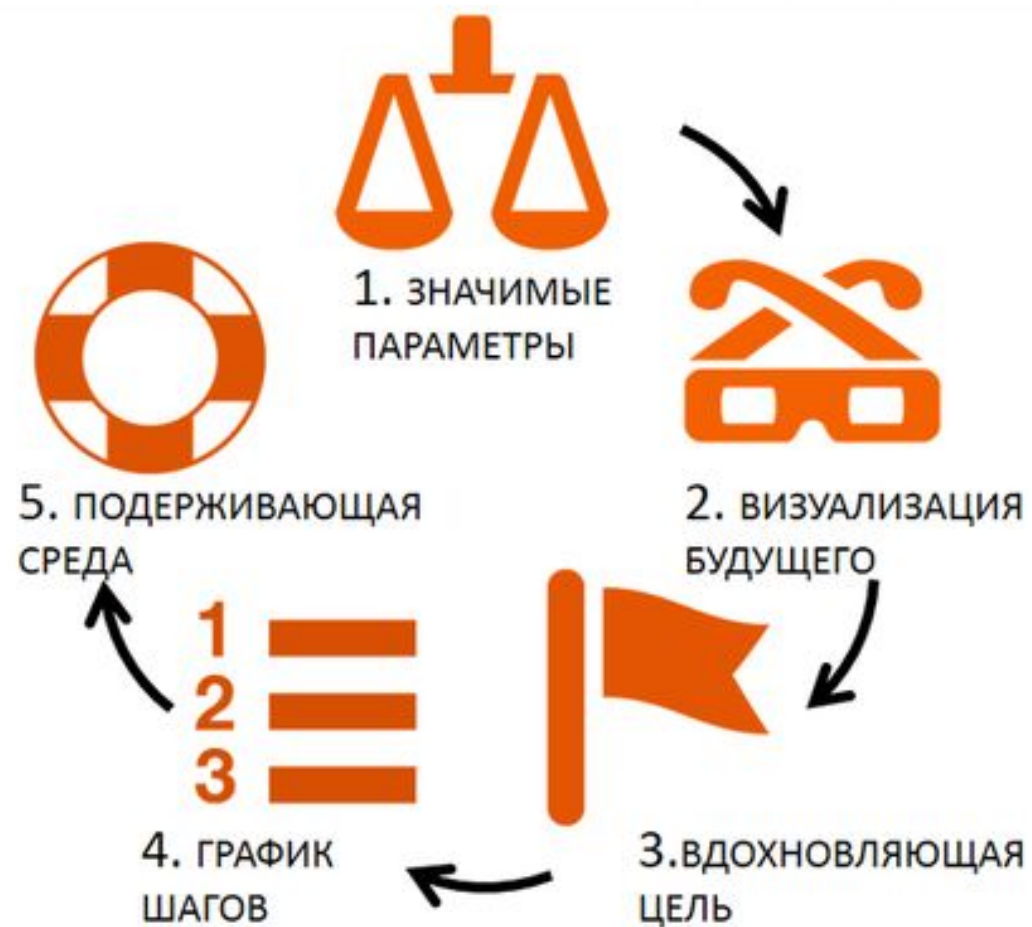 1. ЗНАЧИМЫЕ
ПАРАМЕТРЫ
2. ВИЗУАЛИЗАЦИЯ
БУДУЩЕГО
3.ВДОХНОВЛЯЮЩАЯ
ЦЕЛЬ
4. ГРАФИК
ШАГОВ
5. ПОДЕРЖИВАЮЩАЯ
СРЕДА
1
2
3